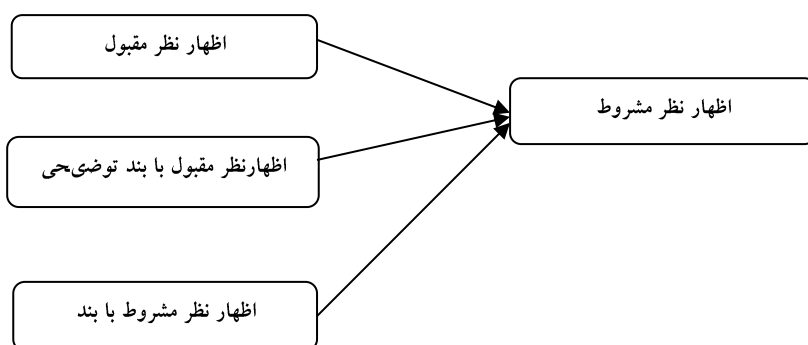 اظهار نظر مقبول
اظهار نظر مشروط
اظهارنظر مقبول با بند توضیحی
اظهار نظر مشروط با بند